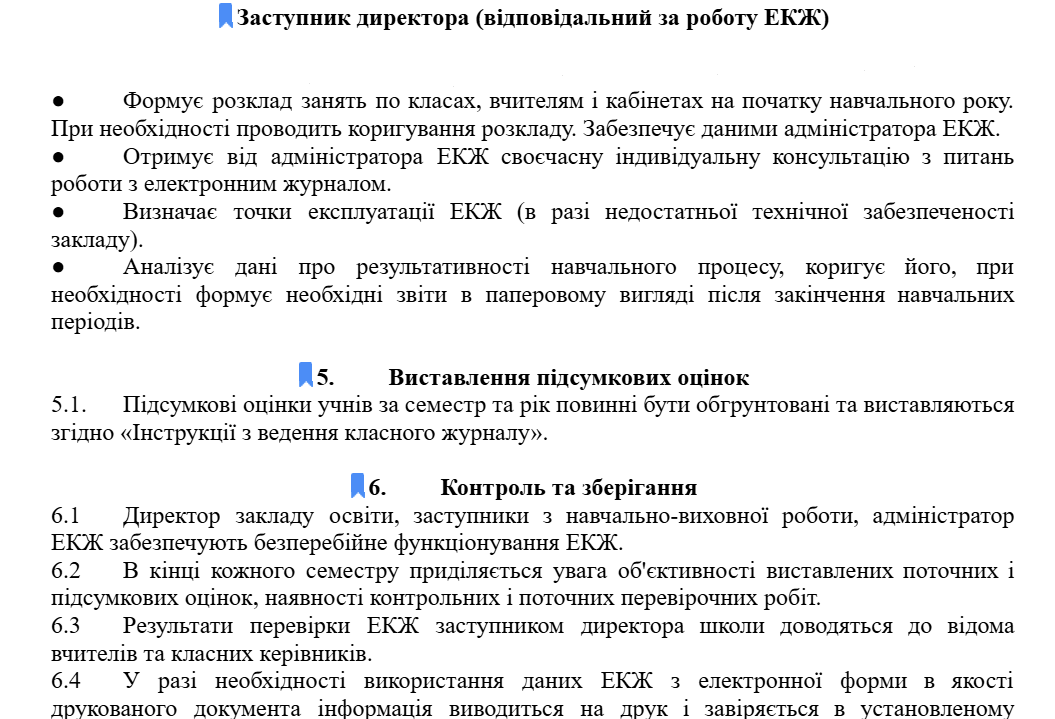 Заступник директора (відповідальний за роботу ЕКЖ)
● Формує розклад занять по класах, вчителям і кабінетах на початку навчального року.
При необхідності проводить коригування розкладу. Забезпечує даними адміністратора ЕКЖ.
● Отримує від адміністратора ЕКЖ своєчасну індивідуальну консультацію з питань
роботи з електронним журналом.
● Визначає точки експлуатації ЕКЖ (в разі недостатньої технічної забезпеченості
закладу).
● Аналізує дані про результативності навчального процесу, коригує його, при
необхідності формує необхідні звіти в паперовому вигляді після закінчення навчальних
періодів.
5. Виставлення підсумкових оцінок
5.1. Підсумкові оцінки учнів за семестр та рік повинні бути обгрунтовані та виставляються
згідно «Інструкції з ведення класного журналу».
6. Контроль та зберігання
6.1 Директор закладу освіти, заступники з навчально-виховної роботи, адміністратор
ЕКЖ забезпечують безперебійне функціонування ЕКЖ.
6.2 В кінці кожного семестру приділяється увага об'єктивності виставлених поточних і
підсумкових оцінок, наявності контрольних і поточних перевірочних робіт.
6.3 Результати перевірки ЕКЖ заступником директора школи доводяться до відома
вчителів та класних керівників.
6.4 У разі необхідності використання даних ЕКЖ з електронної форми в якості
друкованого документа інформація виводиться на друк і завіряється в установленому